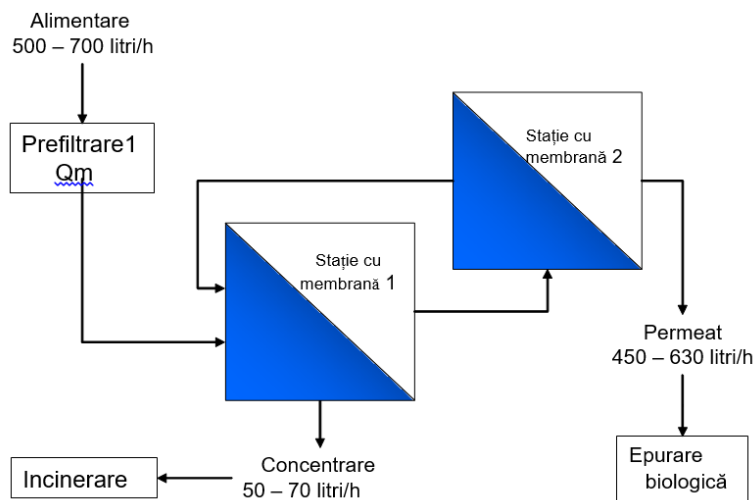 Alimentare
500 – 700 litri/h
Prefiltrare1
Qm
Stație cu
membrană 2
Stație cu
membrană 1
Permeat
450 – 630 litri/h
Concentrare
50 – 70 litri/h
Incinerare
Epurare
biologică